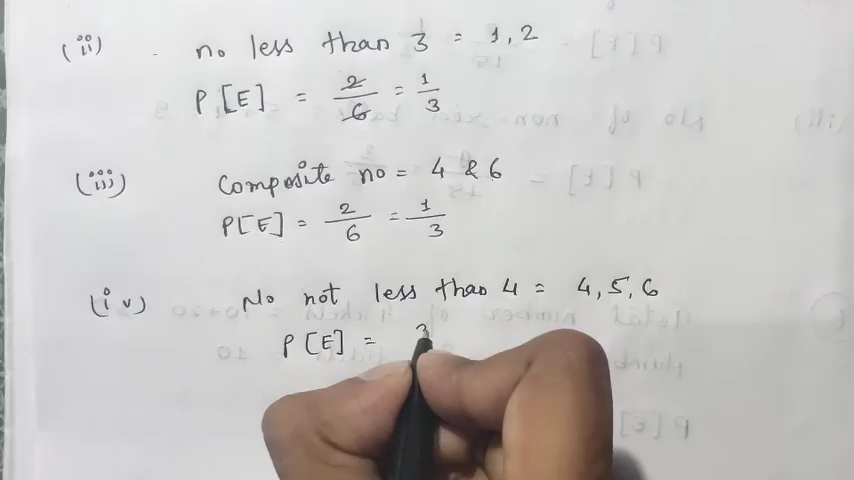 (ii) no less than 3 = 1, 2
P[E] = 2/6 = 1/3
(iii) Composite no = 4 & 6
P[E] = 2/6 = 1/3
(iv) No not less than 4 = 4, 5, 6
P[E] = 3